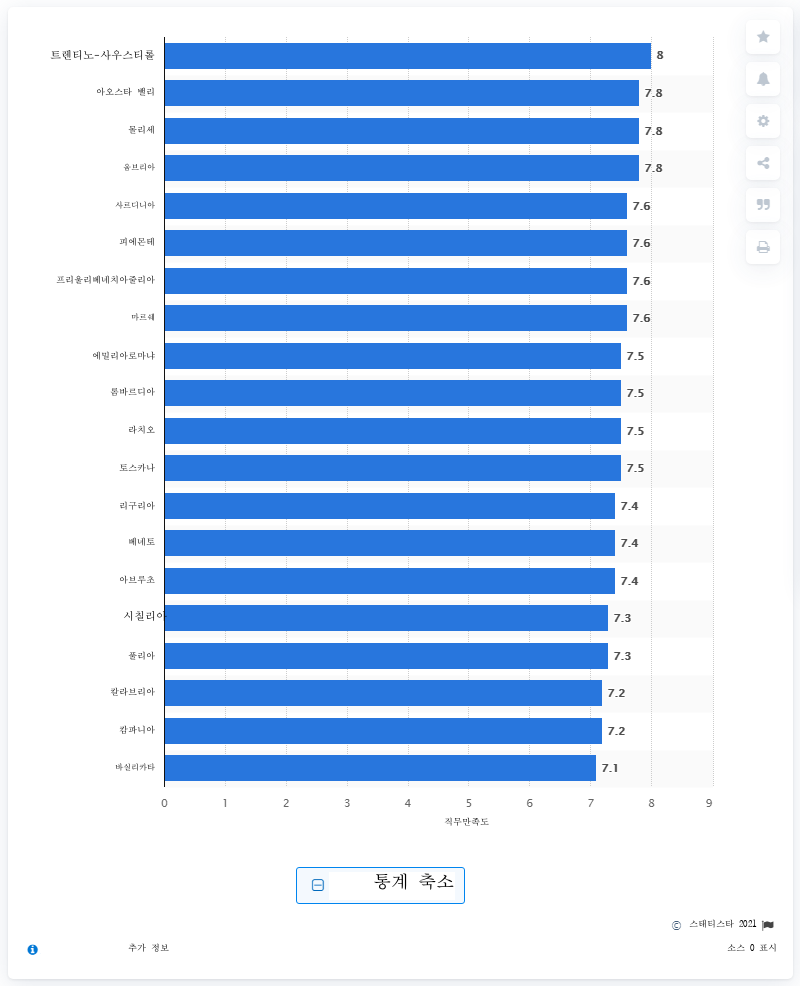 트렌티노-사우스티롤 8
아오스타 밸리 7.8
몰리세 7.8
움브리아 7.8
사르디니아 7.6
피에몬테 7.6
프리울리베네치아줄리아 7.6
마르쉐 7.6
에밀리아로마냐 7.5
롬바르디아 7.5
라치오 7.5
토스카나 7.5
리구리아 7.4
베네토 7.4
아브루초 7.4
시칠리아 7.3
풀리아 7.3
칼라브리아 7.2
캄파니아 7.2
바실리카타 7.1
0 1 2 3 4 5 6 7 8 9
직무만족도
통계 축소
© 스태티스타 2021
추가 정보
소스 0 표시